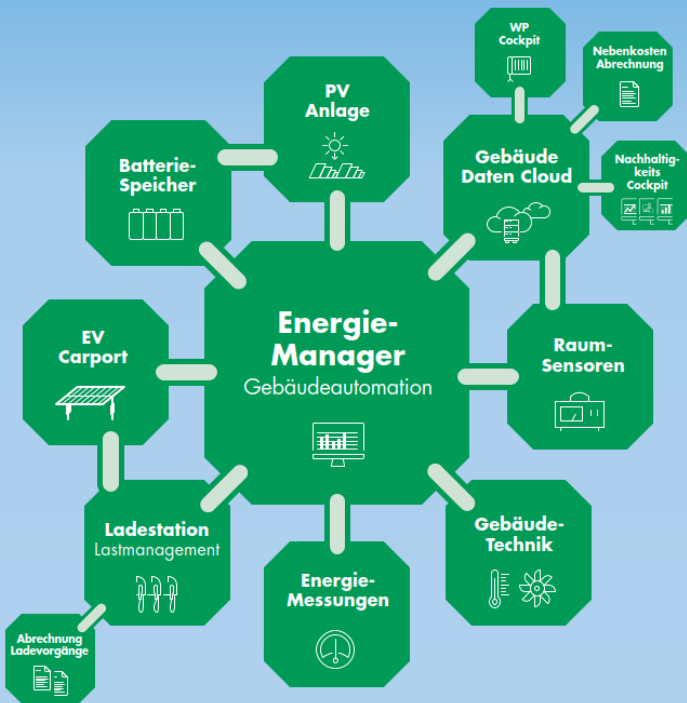 WP
Cockpit
Nebenkosten
Abrechnung
PV
Anlage
Batterie-
Speicher
Gebäude
Daten Cloud
Nachhaltig-
keits
Cockpit
Energie-
Manager
Gebäudeautomation
EV
Carport
Raum-
Sensoren
Ladestation
Lastmanagement
Gebäude-
Technik
Energie-
Messungen
Abrechnung
Ladevorgänge